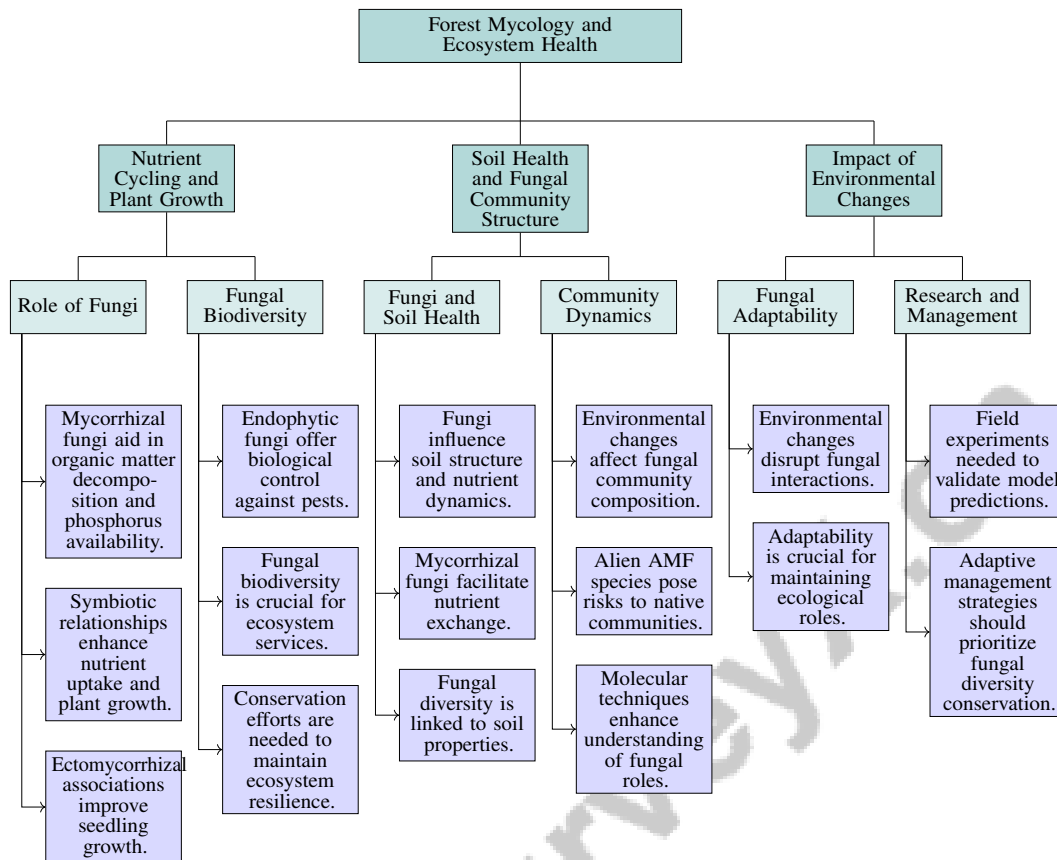 Forest Mycology and
Ecosystem Health
Nutrient
Cycling and
Plant Growth
Soil Health
and Fungal
Community
Structure
Impact of
Environmental
Changes
Role of Fungi
Fungal
Biodiversity
Fungi and
Soil Health
Community
Dynamics
Fungal
Adaptability
Research and
Management
Mycorrhizal
fungi aid in
organic matter
decompo-
sition and
phosphorus
availability.
Symbiotic
relationships
enhance
nutrient
uptake and
plant growth.
Ectomycorrhizal
associations
improve
seedling
growth.
Endophytic
fungi offer
biological
control
against pests.
Fungal
biodiversity
is crucial for
ecosystem
services.
Conservation
efforts are
needed to
maintain
ecosystem
resilience.
Fungi
influence
soil structure
and nutrient
dynamics.
Mycorrhizal
fungi facilitate
nutrient
exchange.
Fungal
diversity is
linked to soil
properties.
Environmental
changes
affect fungal
community
composition.
Alien AMF
species pose
risks to native
communities.
Molecular
techniques
enhance
understanding
of fungal roles.
Environmental
changes
disrupt fungal
interactions.
Adaptability
is crucial for
maintaining
ecological
roles.
Field
experiments
needed to
validate model
predictions.
Adaptive
management
strategies
should
prioritize
fungal
diversity
conservation.